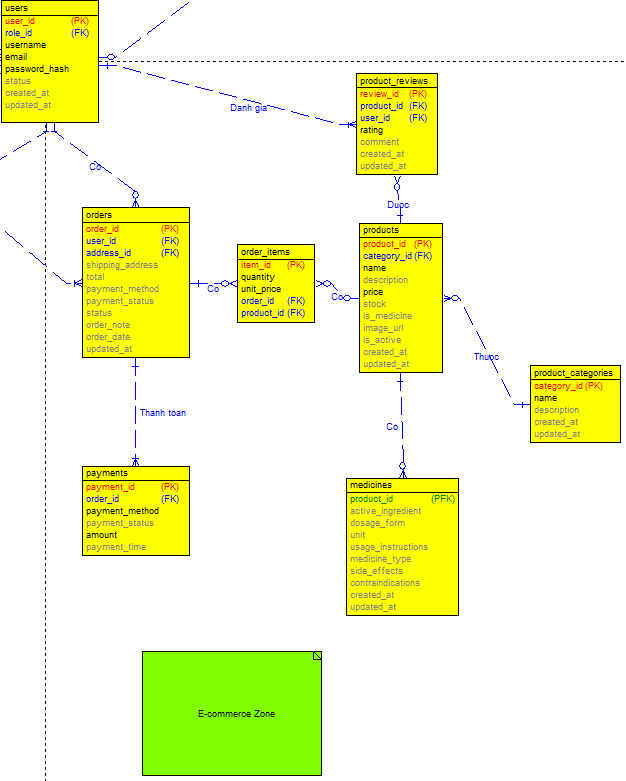 users
user_id (PK)
role_id (FK)
username
email
password_hash
status
created_at
updated_at
product_reviews
review_id (PK)
product_id (FK)
user_id (FK)
rating
comment
created_at
updated_at
Danh gia
Co
Duoc
orders
order_id (PK)
user_id (FK)
address_id (FK)
shipping_address
total
payment_method
payment_status
status
order_note
order_date
updated_at
order_items
item_id (PK)
quantity
unit_price
order_id (FK)
product_id (FK)
Co
Co
products
product_id (PK)
category_id (FK)
name
description
price
stock
is_medicine
image_url
is_active
created_at
updated_at
Thuoc
product_categories
category_id (PK)
name
description
created_at
updated_at
Thanh toan
Co
payments
payment_id (PK)
order_id (FK)
payment_method
payment_status
amount
payment_time
medicines
product_id (PFK)
active_ingredient
dosage_form
unit
usage_instructions
medicine_type
side_effects
contraindications
created_at
updated_at
E-commerce Zone